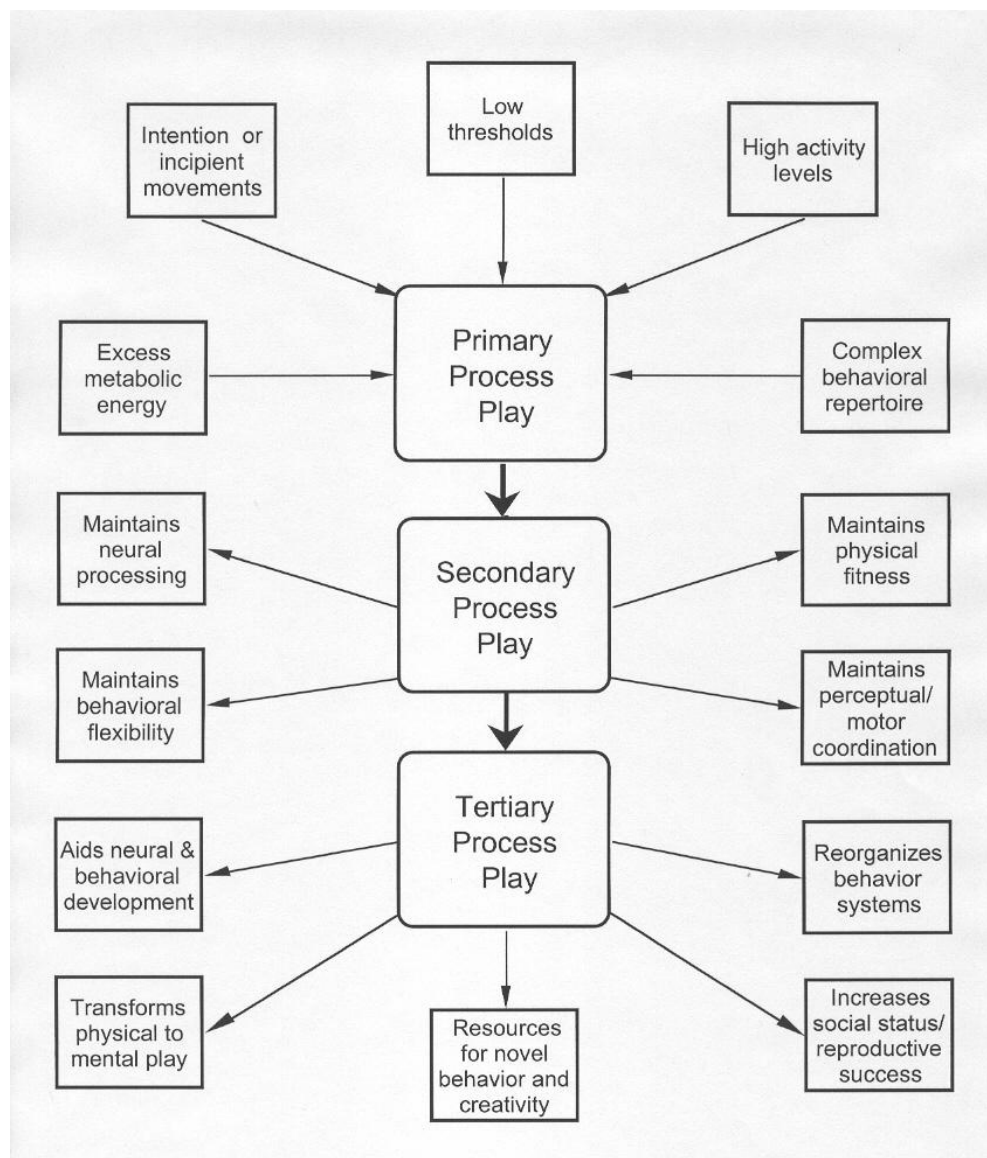 Intention or
incipient
movements
Low
thresholds
High activity
levels
Excess
metabolic
energy
Primary
Process
Play
Complex
behavioral
repertoire
Maintains
neural
processing
Secondary
Process
Play
Maintains
physical
fitness
Maintains
behavioral
flexibility
Maintains
perceptual/
motor
coordination
Aids neural &
behavioral
development
Tertiary
Process
Play
Reorganizes
behavior
systems
Transforms
physical to
mental play
Resources
for novel
behavior and
creativity
Increases
social status/
reproductive
success